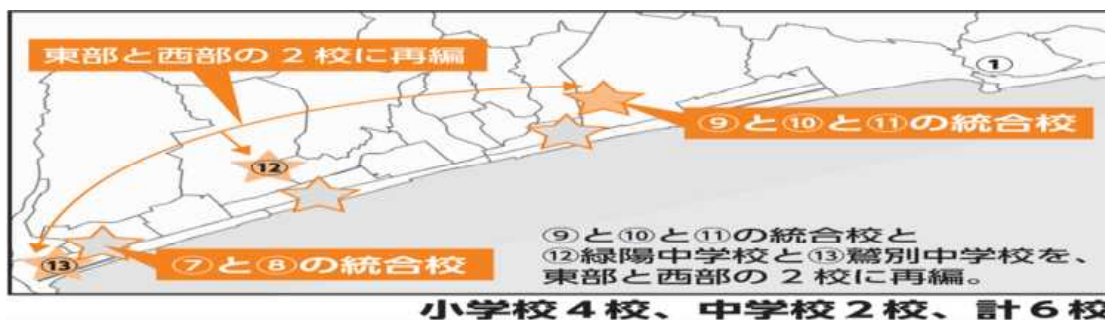 東部と西部の2校に再編
①
⑨と⑩と⑪の統合校
⑫
⑬
⑦と⑧の統合校
⑨と⑩と⑪の統合校と
⑫緑陽中学校と⑬鷲別中学校を、
東部と西部の2校に再編。
小学校4校、中学校2校、計6校